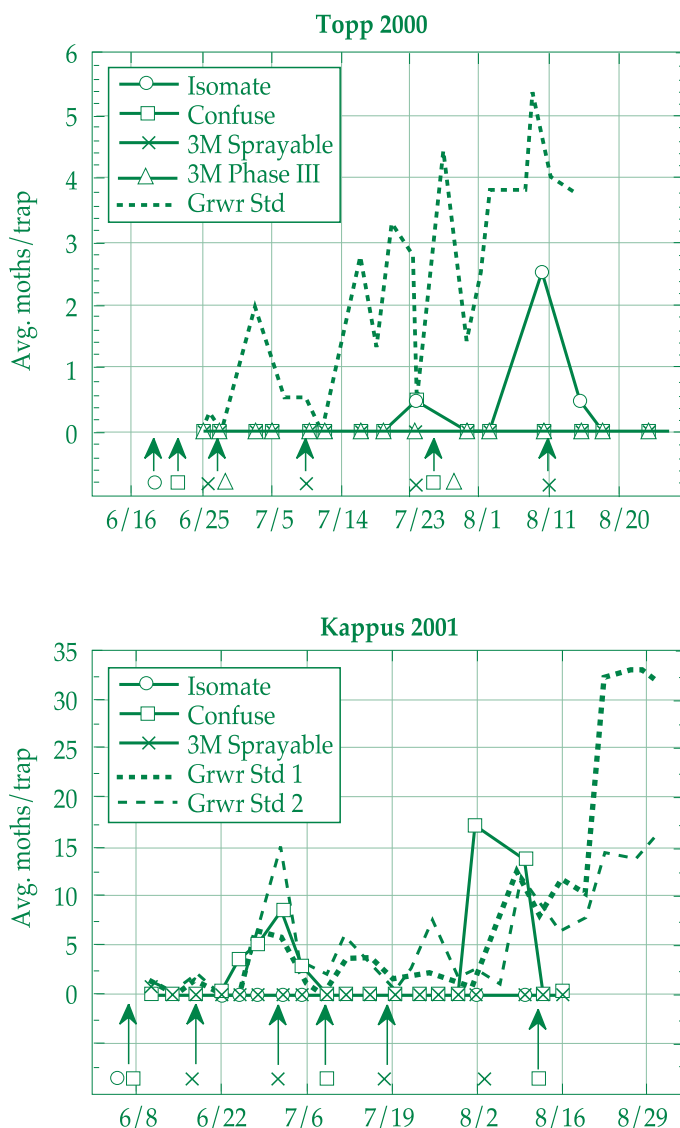 Topp 2000
6
Isomate
Confuse
5
3M Sprayable
3M Phase III
4
Grwr Std
3
Avg. moths/trap
2
1
0
6/16 6/25 7/5 7/14 7/23 8/1 8/11 8/20
Kappus 2001
35
Isomate
30
Confuse
3M Sprayable
25
Grwr Std 1
20
Grwr Std 2
Avg. moths/trap
15
10
5
0
6/8 6/22 7/6 7/19 8/2 8/16 8/29